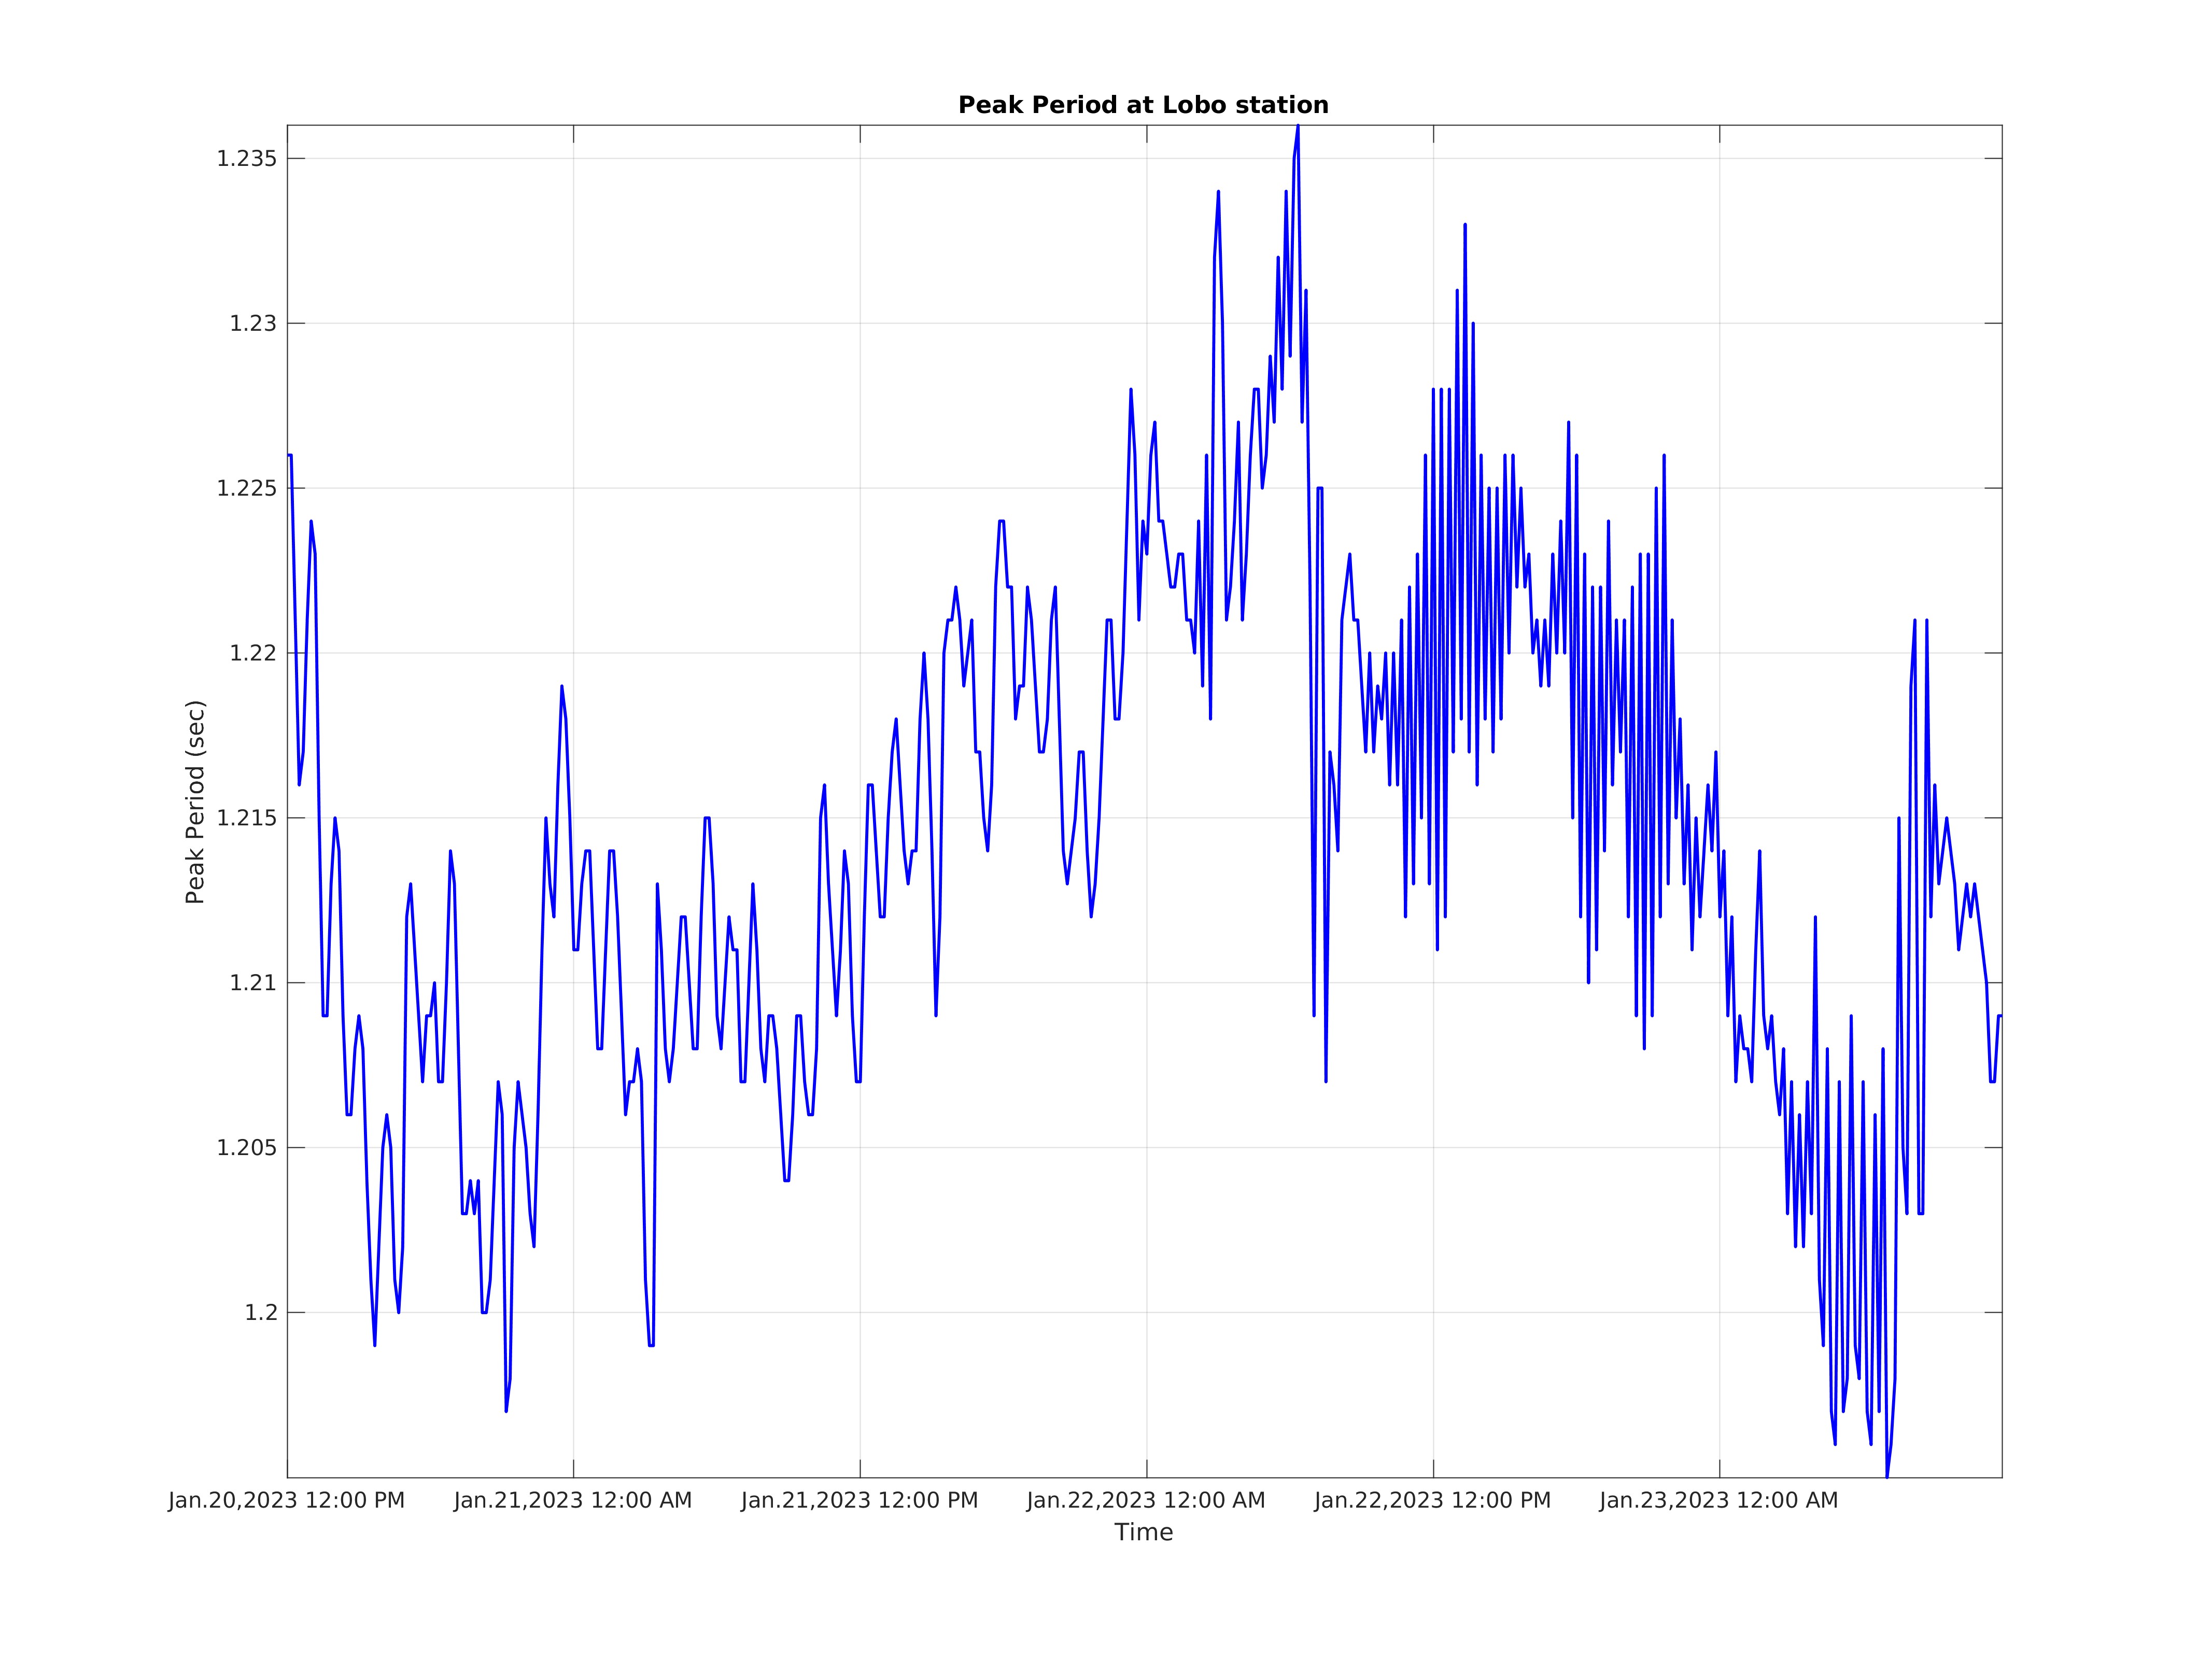 Peak Period at Lobo station
1.235
1.23
1.225
1.22
1.215
1.21
1.205
1.2
Peak Period (sec)
Jan.20,2023 12:00 PM Jan.21,2023 12:00 AM Jan.21,2023 12:00 PM Jan.22,2023 12:00 AM Jan.22,2023 12:00 PM Jan.23,2023 12:00 AM
Time